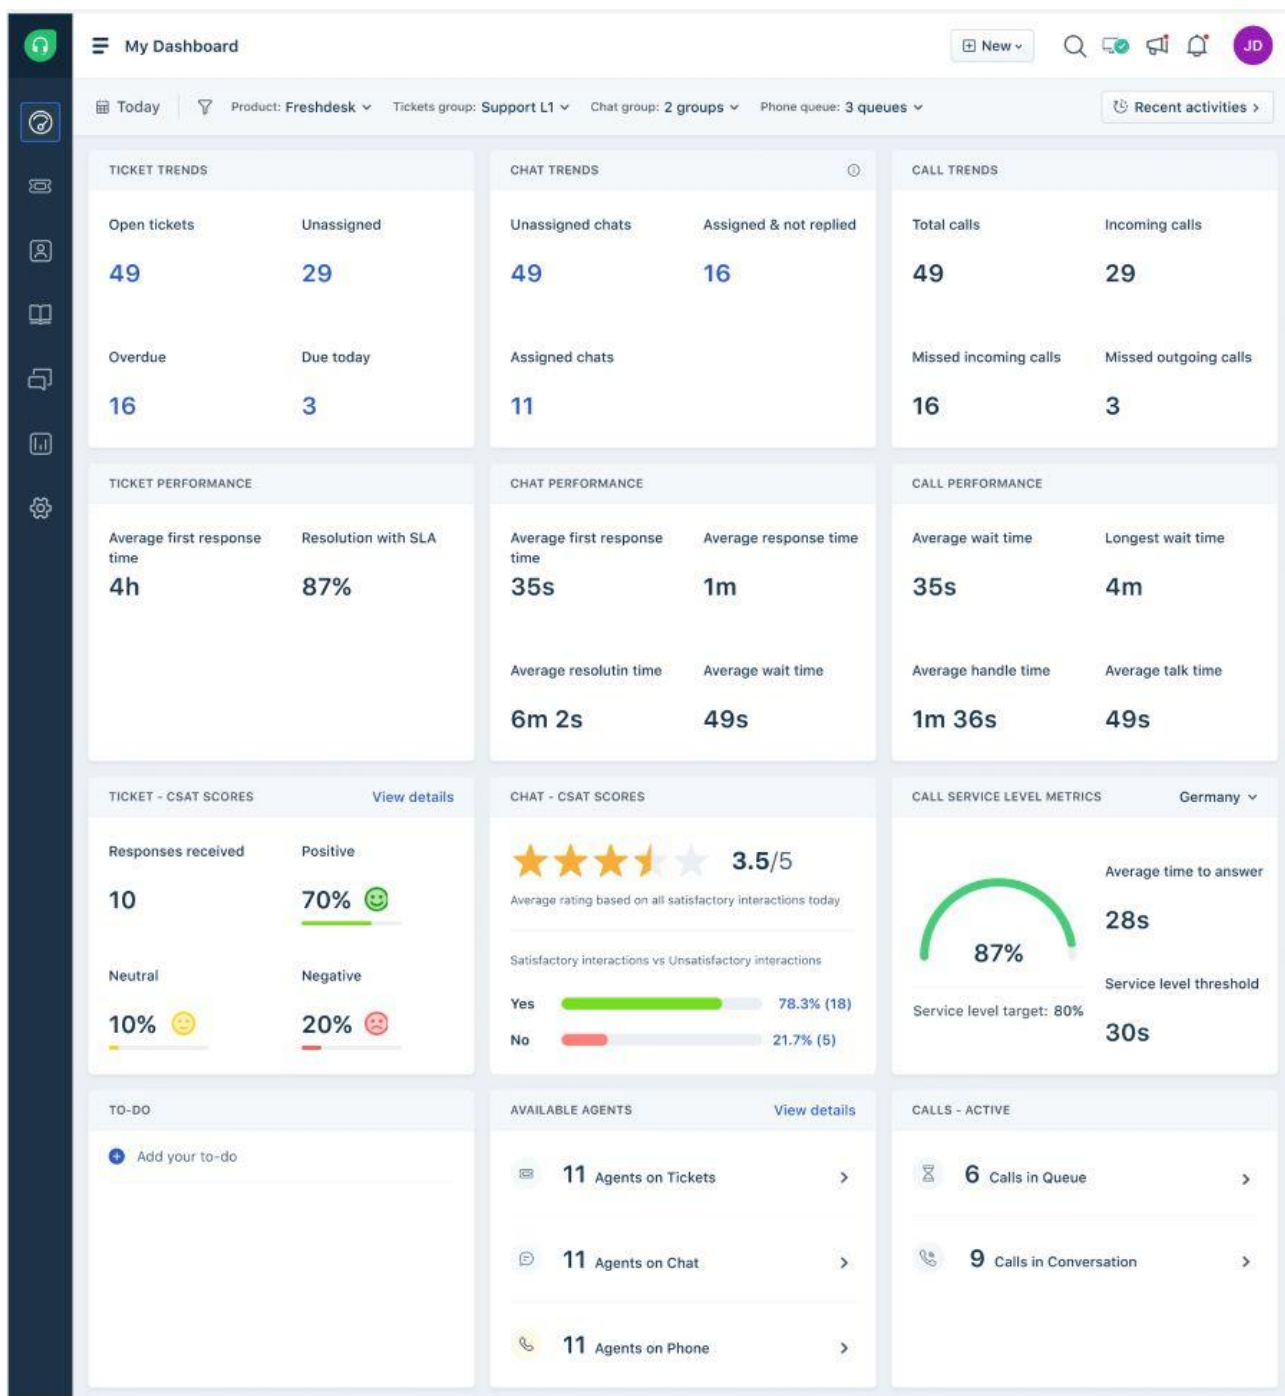 My Dashboard
New
JD
Today
Product: Freshdesk
Tickets group: Support L1
Chat group: 2 groups
Phone queue: 3 queues
Recent activities
TICKET TRENDS
Open tickets
Unassigned
49
29
Overdue
Due today
16
3
CHAT TRENDS
Unassigned chats
Assigned & not replied
49
16
Assigned chats
11
CALL TRENDS
Total calls
Incoming calls
49
29
Missed incoming calls
Missed outgoing calls
16
3
TICKET PERFORMANCE
Average first response
time
Resolution with SLA
4h
87%
CHAT PERFORMANCE
Average first response
time
Average response time
35s
1m
Average resolutin time
Average wait time
6m 2s
49s
CALL PERFORMANCE
Average wait time
Longest wait time
35s
4m
Average handle time
Average talk time
1m 36s
49s
TICKET - CSAT SCORES
View details
Responses received
Positive
10
70%
Neutral
Negative
10%
20%
CHAT - CSAT SCORES
3.5/5
Average rating based on all satisfactory interactions today
Satisfactory interactions vs Unsatisfactory interactions
Yes
78.3% (18)
No
21.7% (5)
CALL SERVICE LEVEL METRICS
Germany
87%
Service level target: 80%
Average time to answer
28s
Service level threshold
30s
TO-DO
Add your to-do
AVAILABLE AGENTS
View details
11 Agents on Tickets
11 Agents on Chat
11 Agents on Phone
CALLS - ACTIVE
6 Calls in Queue
9 Calls in Conversation